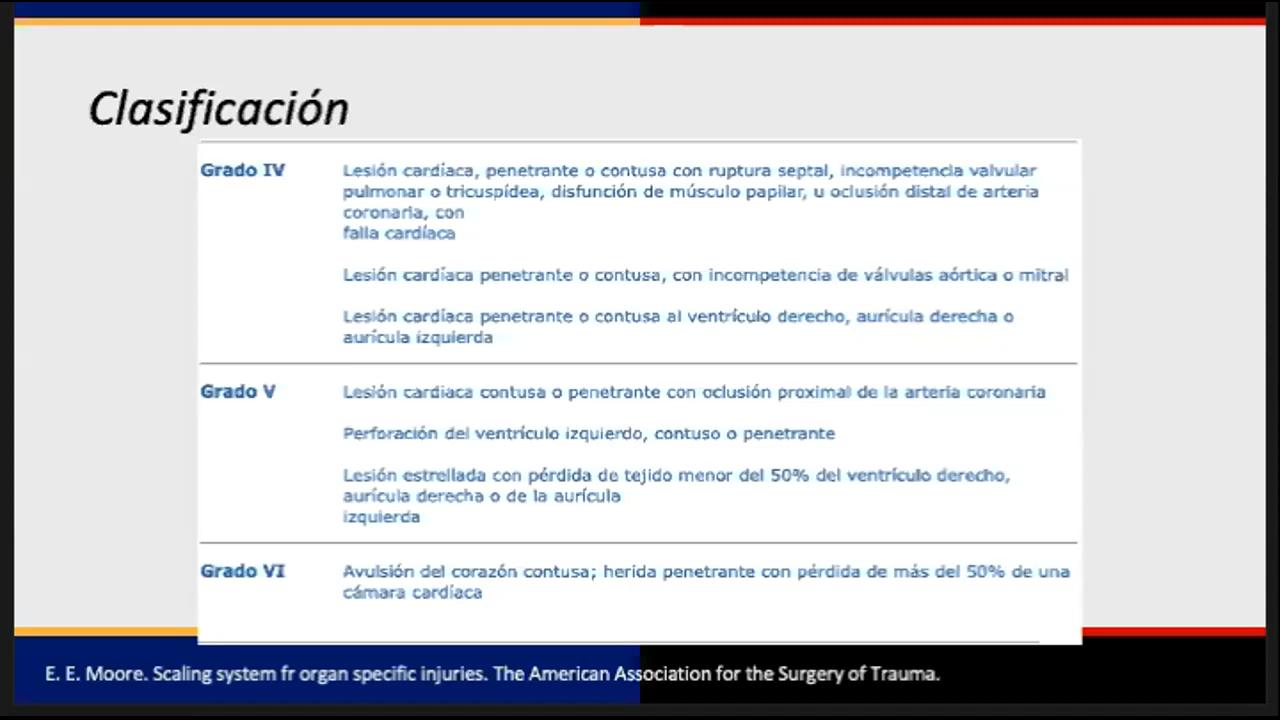 Clasificación
Grado IV
Lesión cardíaca, penetrante o contusa con ruptura septal, incompetencia valvular
pulmonar o tricuspídea, disfunción de músculo papilar, u oclusión distal de arteria
coronaria, con
falla cardíaca
Lesión cardíaca penetrante o contusa, con incompetencia de válvulas aórtica o mitral
Lesión cardíaca penetrante o contusa al ventrículo derecho, aurícula derecha o
aurícula izquierda
Grado V
Lesión cardiaca contusa o penetrante con oclusión proximal de la arteria coronaria
Perforación del ventrículo izquierdo, contuso o penetrante
Lesión estrellada con pérdida de tejido menor del 50% del ventrículo derecho,
aurícula derecha o de la aurícula
izquierda
Grado VI
Avulsión del corazón contusa; herida penetrante con pérdida de más del 50% de una
cámara cardíaca
E. E. Moore. Scaling system fr organ specific injuries. The American Association for the Surgery of Trauma.